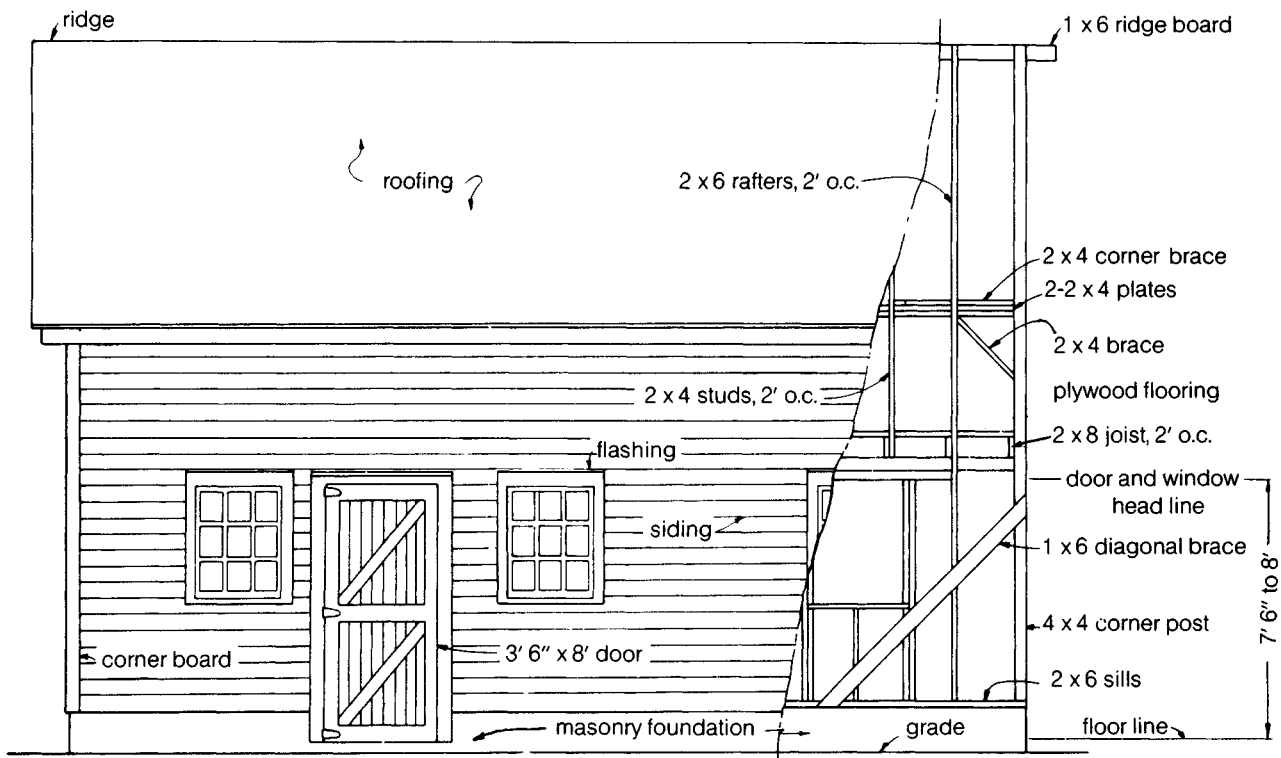 ridge
1 x 6 ridge board
roofing
2 x 6 rafters, 2' o.c.
2 x 4 corner brace
2-2 x 4 plates
2 x 4 brace
2 x 4 studs, 2' o.c.
plywood flooring
2 x 8 joist, 2' o.c.
flashing
door and window
head line
siding
1 x 6 diagonal brace
7' 6" to 8'
4 x 4 corner post
corner board
3' 6" x 8' door
2 x 6 sills
masonry foundation
grade
floor line